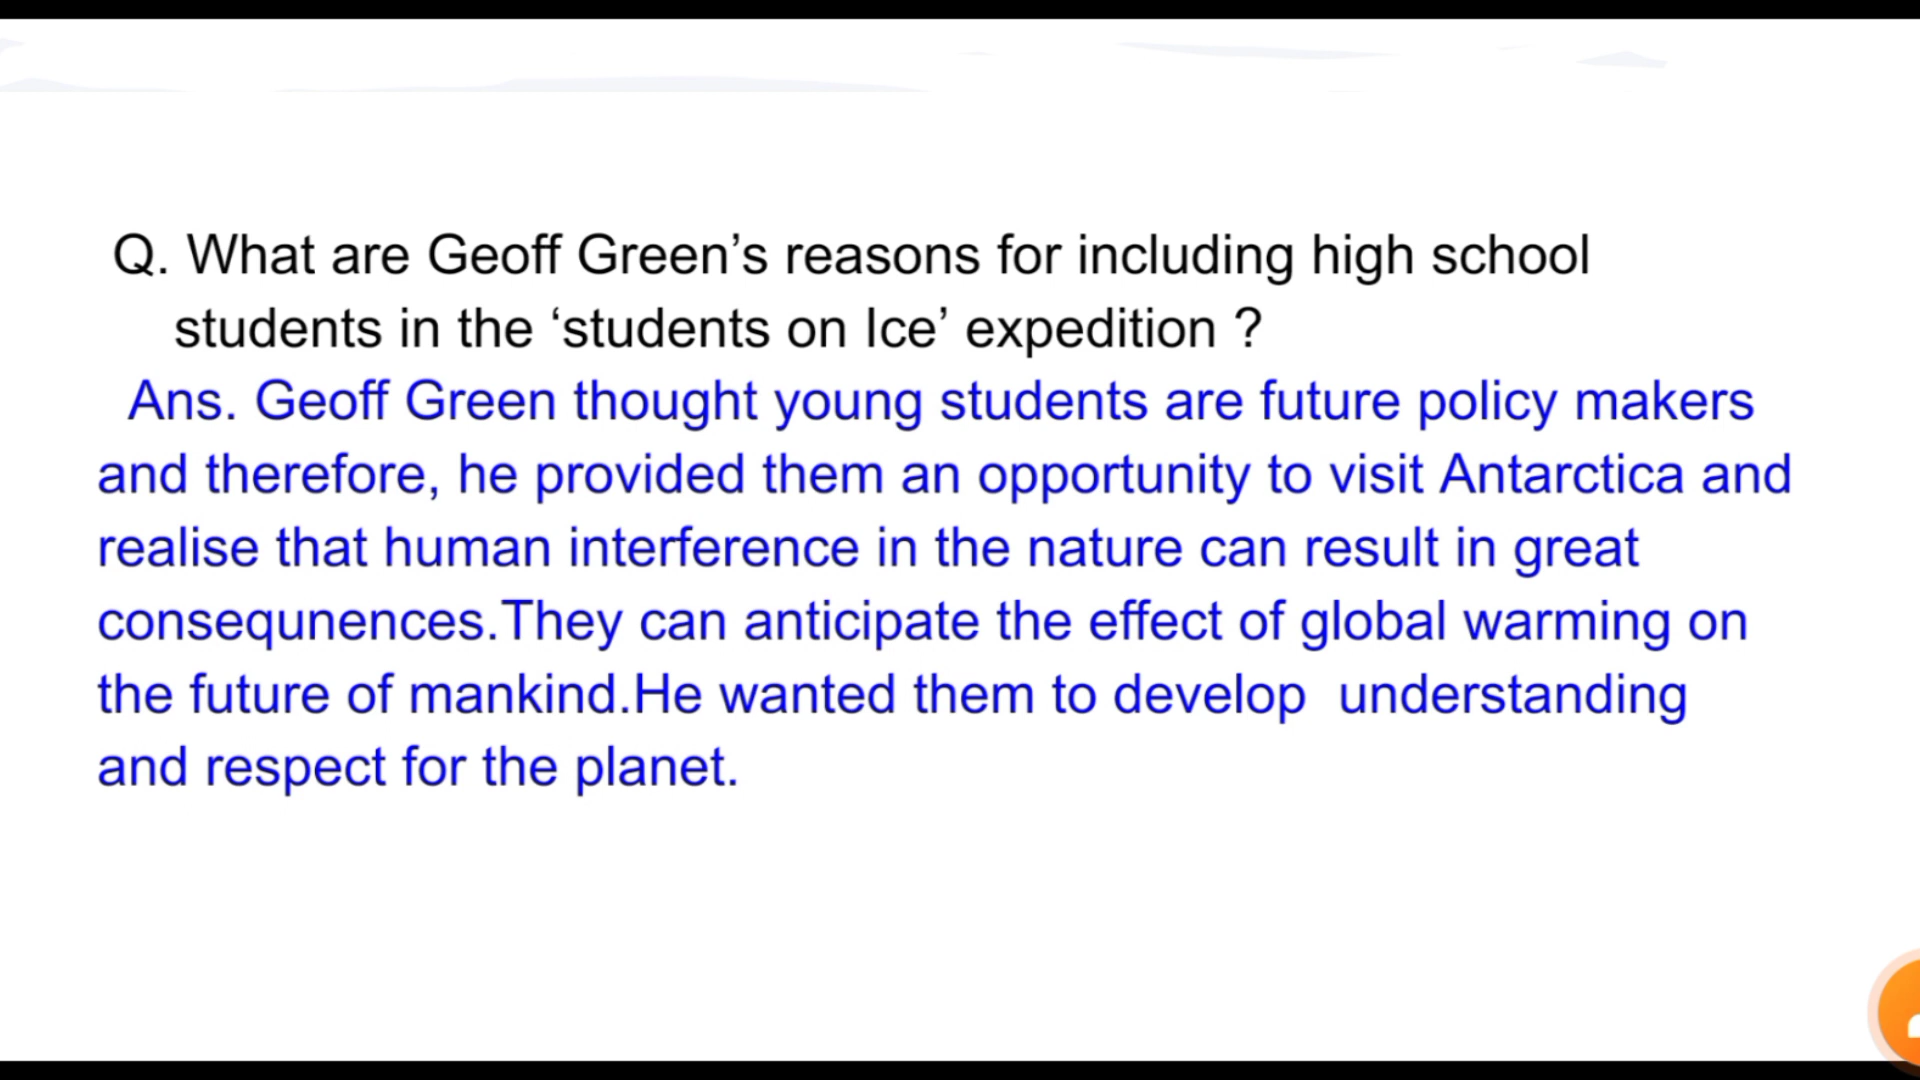 Q. What are Geoff Green’s reasons for including high school
students in the ‘students on Ice’ expedition ?
Ans. Geoff Green thought young students are future policy makers
and therefore, he provided them an opportunity to visit Antarctica and
realise that human interference in the nature can result in great
consequnences.They can anticipate the effect of global warming on
the future of mankind.He wanted them to develop  understanding
and respect for the planet.